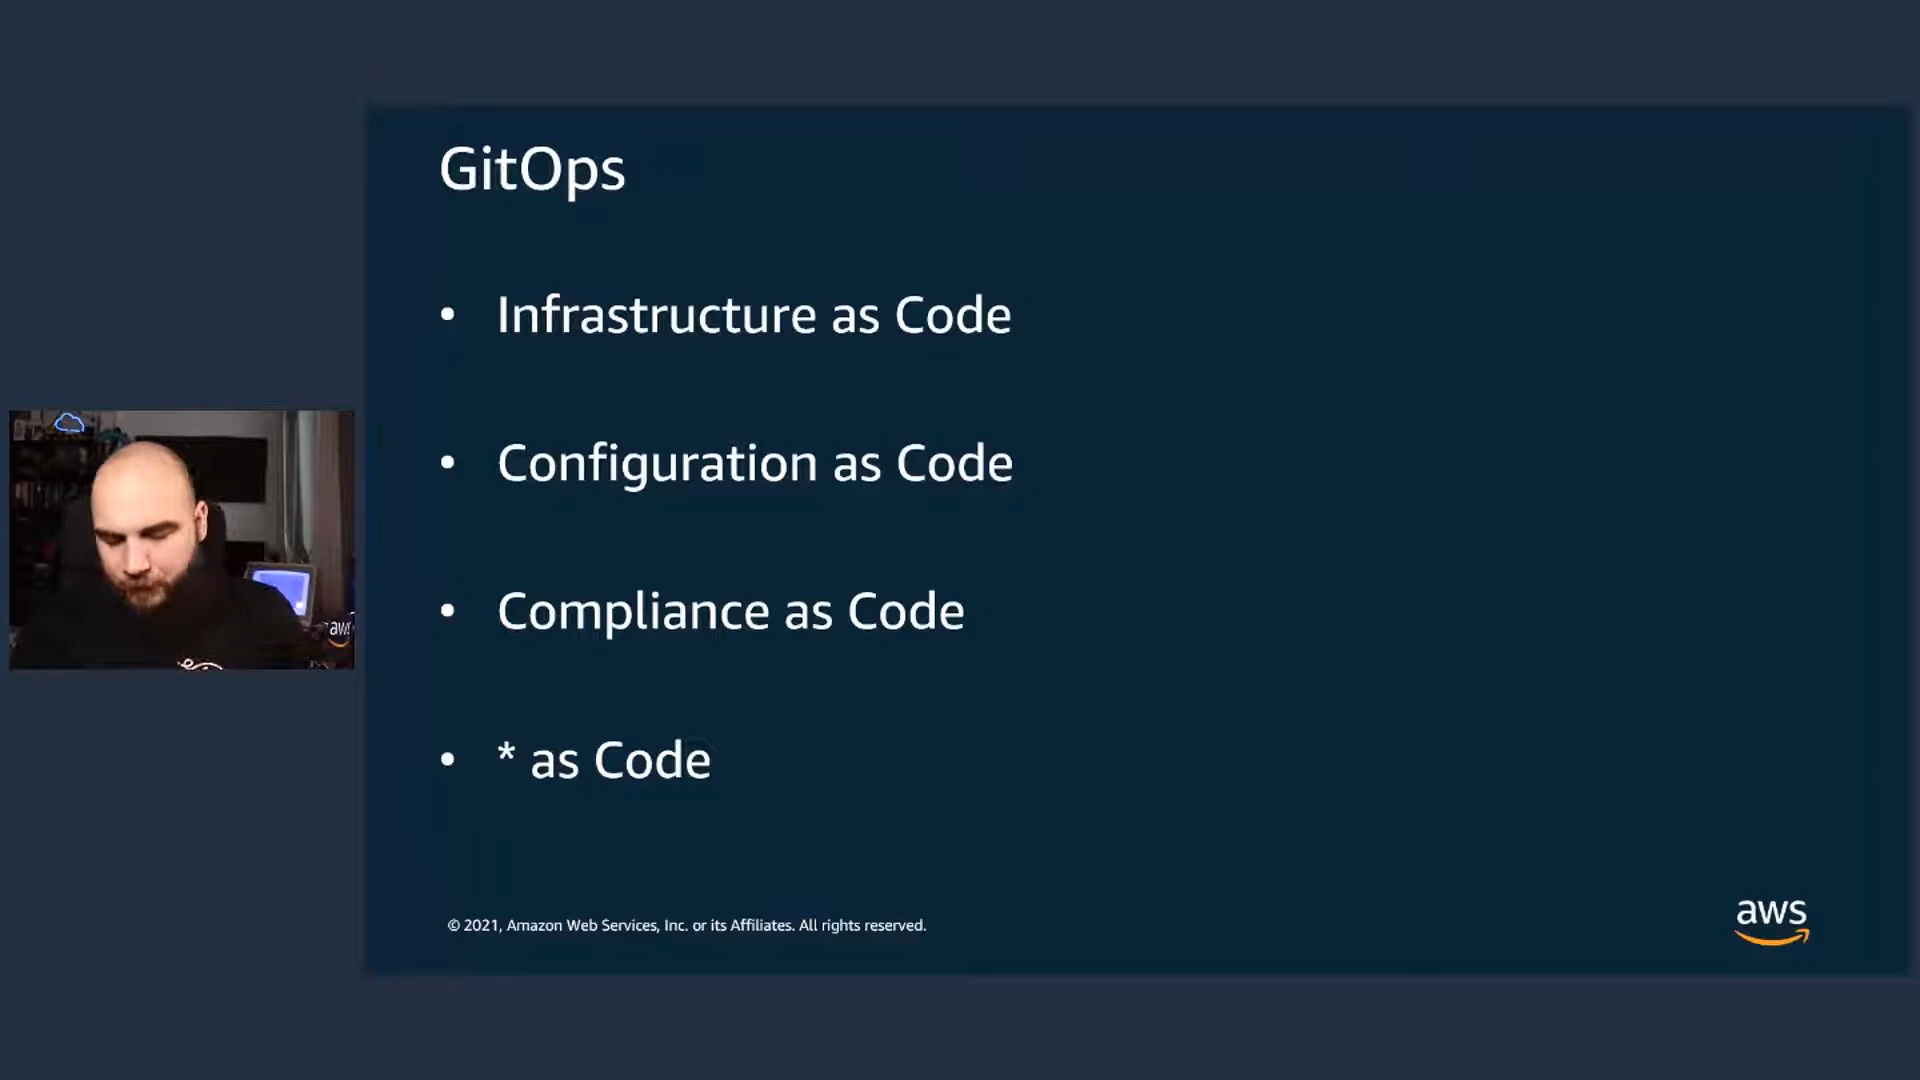 GitOps
• Infrastructure as Code
• Configuration as Code
• Compliance as Code
• * as Code
aws
© 2021, Amazon Web Services, Inc. or its Affiliates. All rights reserved.
aws